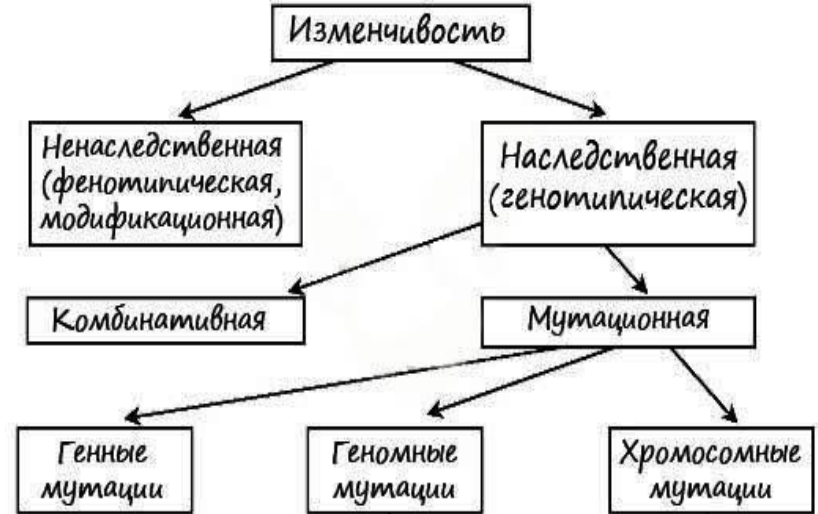 Изменчивость
Ненаследственная
(фенотипическая,
модификационная)
Наследственная
(генотипическая)
Комбинативная
Мутационная
Генные
мутации
Геномные
мутации
Хромосомные
мутации